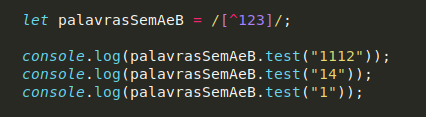 let palavrasSemAeB = /[^123]/;
console.log(palavrasSemAeB.test("1112"));
console.log(palavrasSemAeB.test("14"));
console.log(palavrasSemAeB.test("1"));